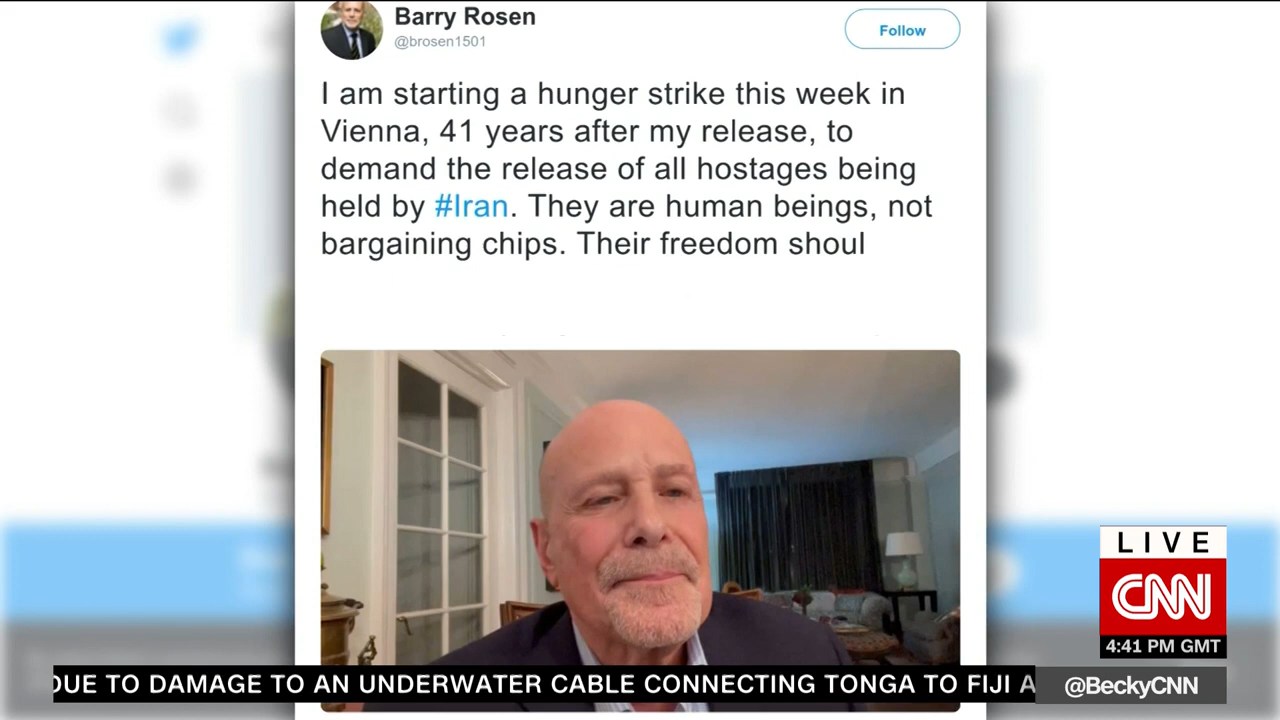 Barry Rosen
@brosen1501
Follow
I am starting a hunger strike this week in
Vienna, 41 years after my release, to
demand the release of all hostages being
held by #Iran. They are human beings, not
bargaining chips. Their freedom shoul
LIVE
CNN
4:41 PM GMT
DUE TO DAMAGE TO AN UNDERWATER CABLE CONNECTING TONGA TO FIJI A
@BeckyCNN